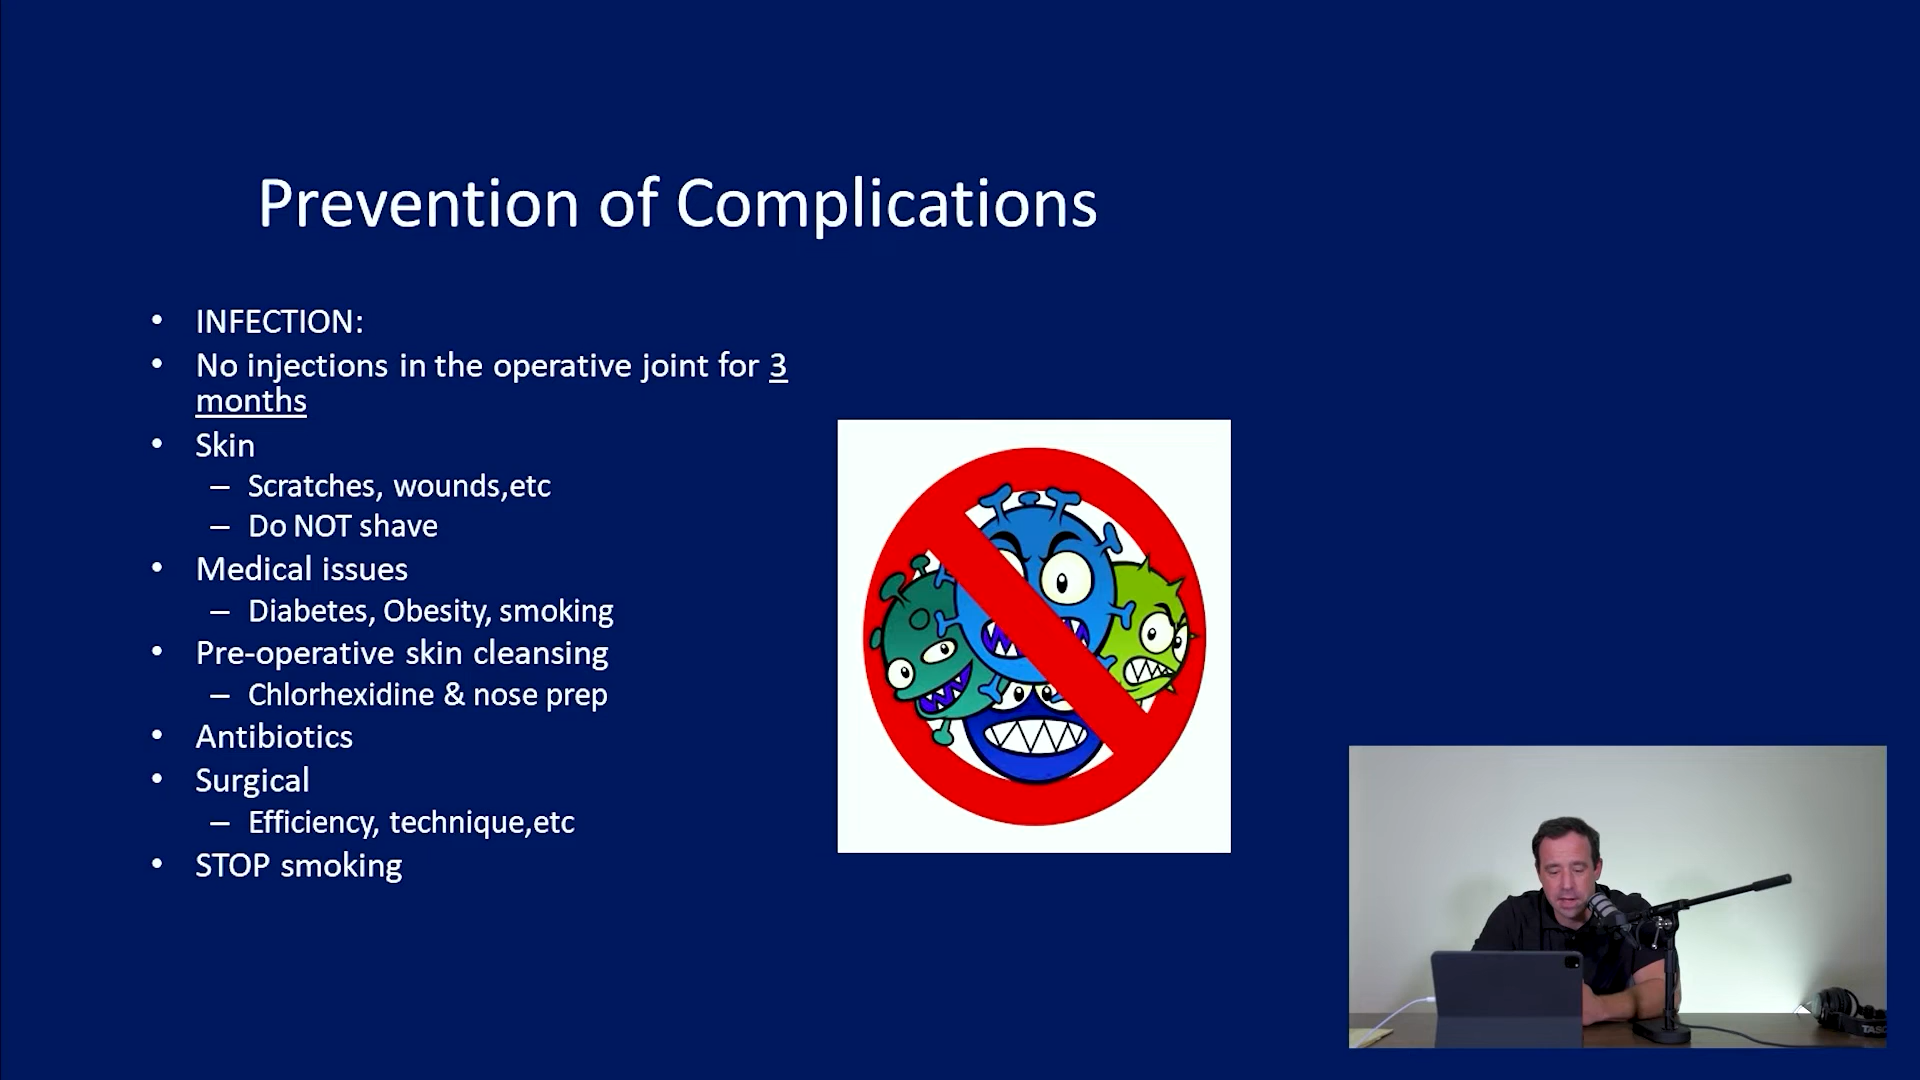 Prevention of Complications
• INFECTION:
• No injections in the operative joint for 3
months
• Skin
– Scratches, wounds,etc
– Do NOT shave
• Medical issues
– Diabetes, Obesity, smoking
• Pre-operative skin cleansing
– Chlorhexidine & nose prep
• Antibiotics
• Surgical
– Efficiency, technique,etc
• STOP smoking